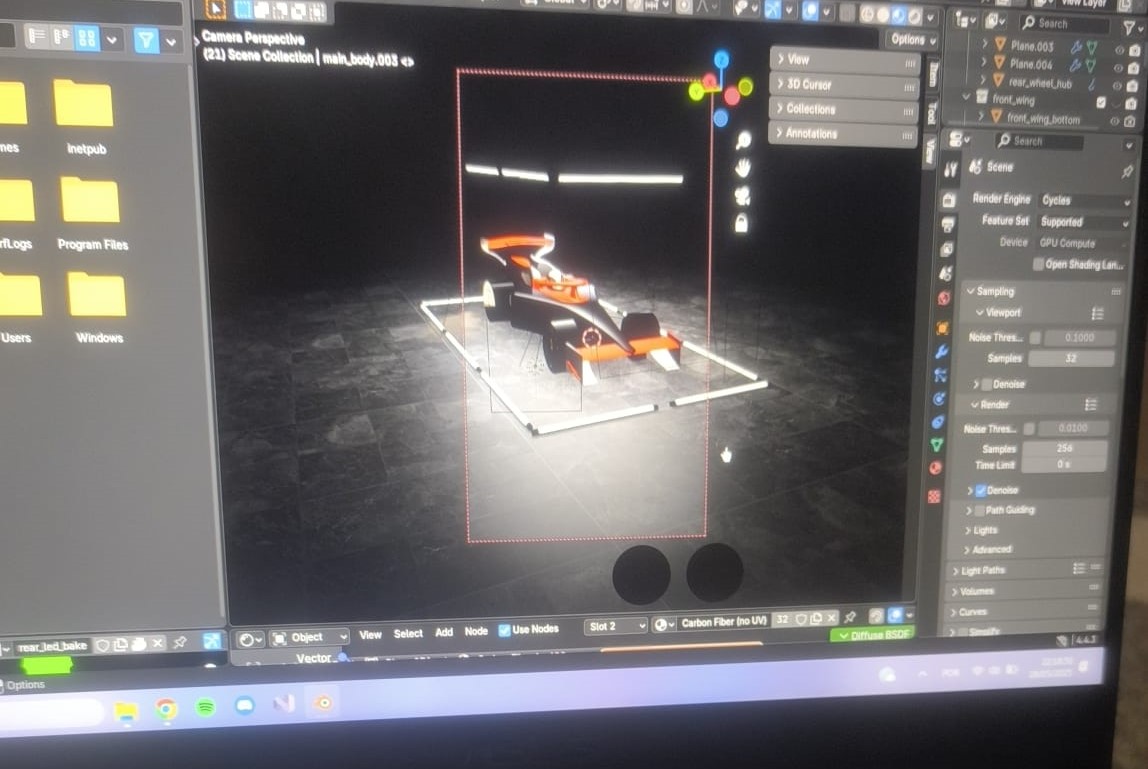 Global
View Layer
Options
Camera Perspective
(21) Scene Collection | main_body.003 <>
View
3D Cursor
Collections
Annotations
Item
Tool
View
Search
Plane.003
Plane.004
rear_wheel_hub
front_wing
front_wing_bottom
Search
Scene
Render Engine Cycles
Feature Set Supported
Device GPU Compute
Open Shading Lan...
Sampling
Viewport
Noise Thres... 0.1000
Samples 32
Denoise
Render
Noise Thres... 0.0100
Samples 256
Time Limit 0 s
Denoise
Path Guiding
Lights
Advanced
Light Paths
Volumes
Curves
Simplify
4.4.3
mes
inetpub
rfLogs
Program Files
Users
Windows
rear_led_bake
Options
Object
View
Select
Add
Node
Use Nodes
Slot 2
Carbon Fiber (no UV)
32
Diffuse BSDF
Vector